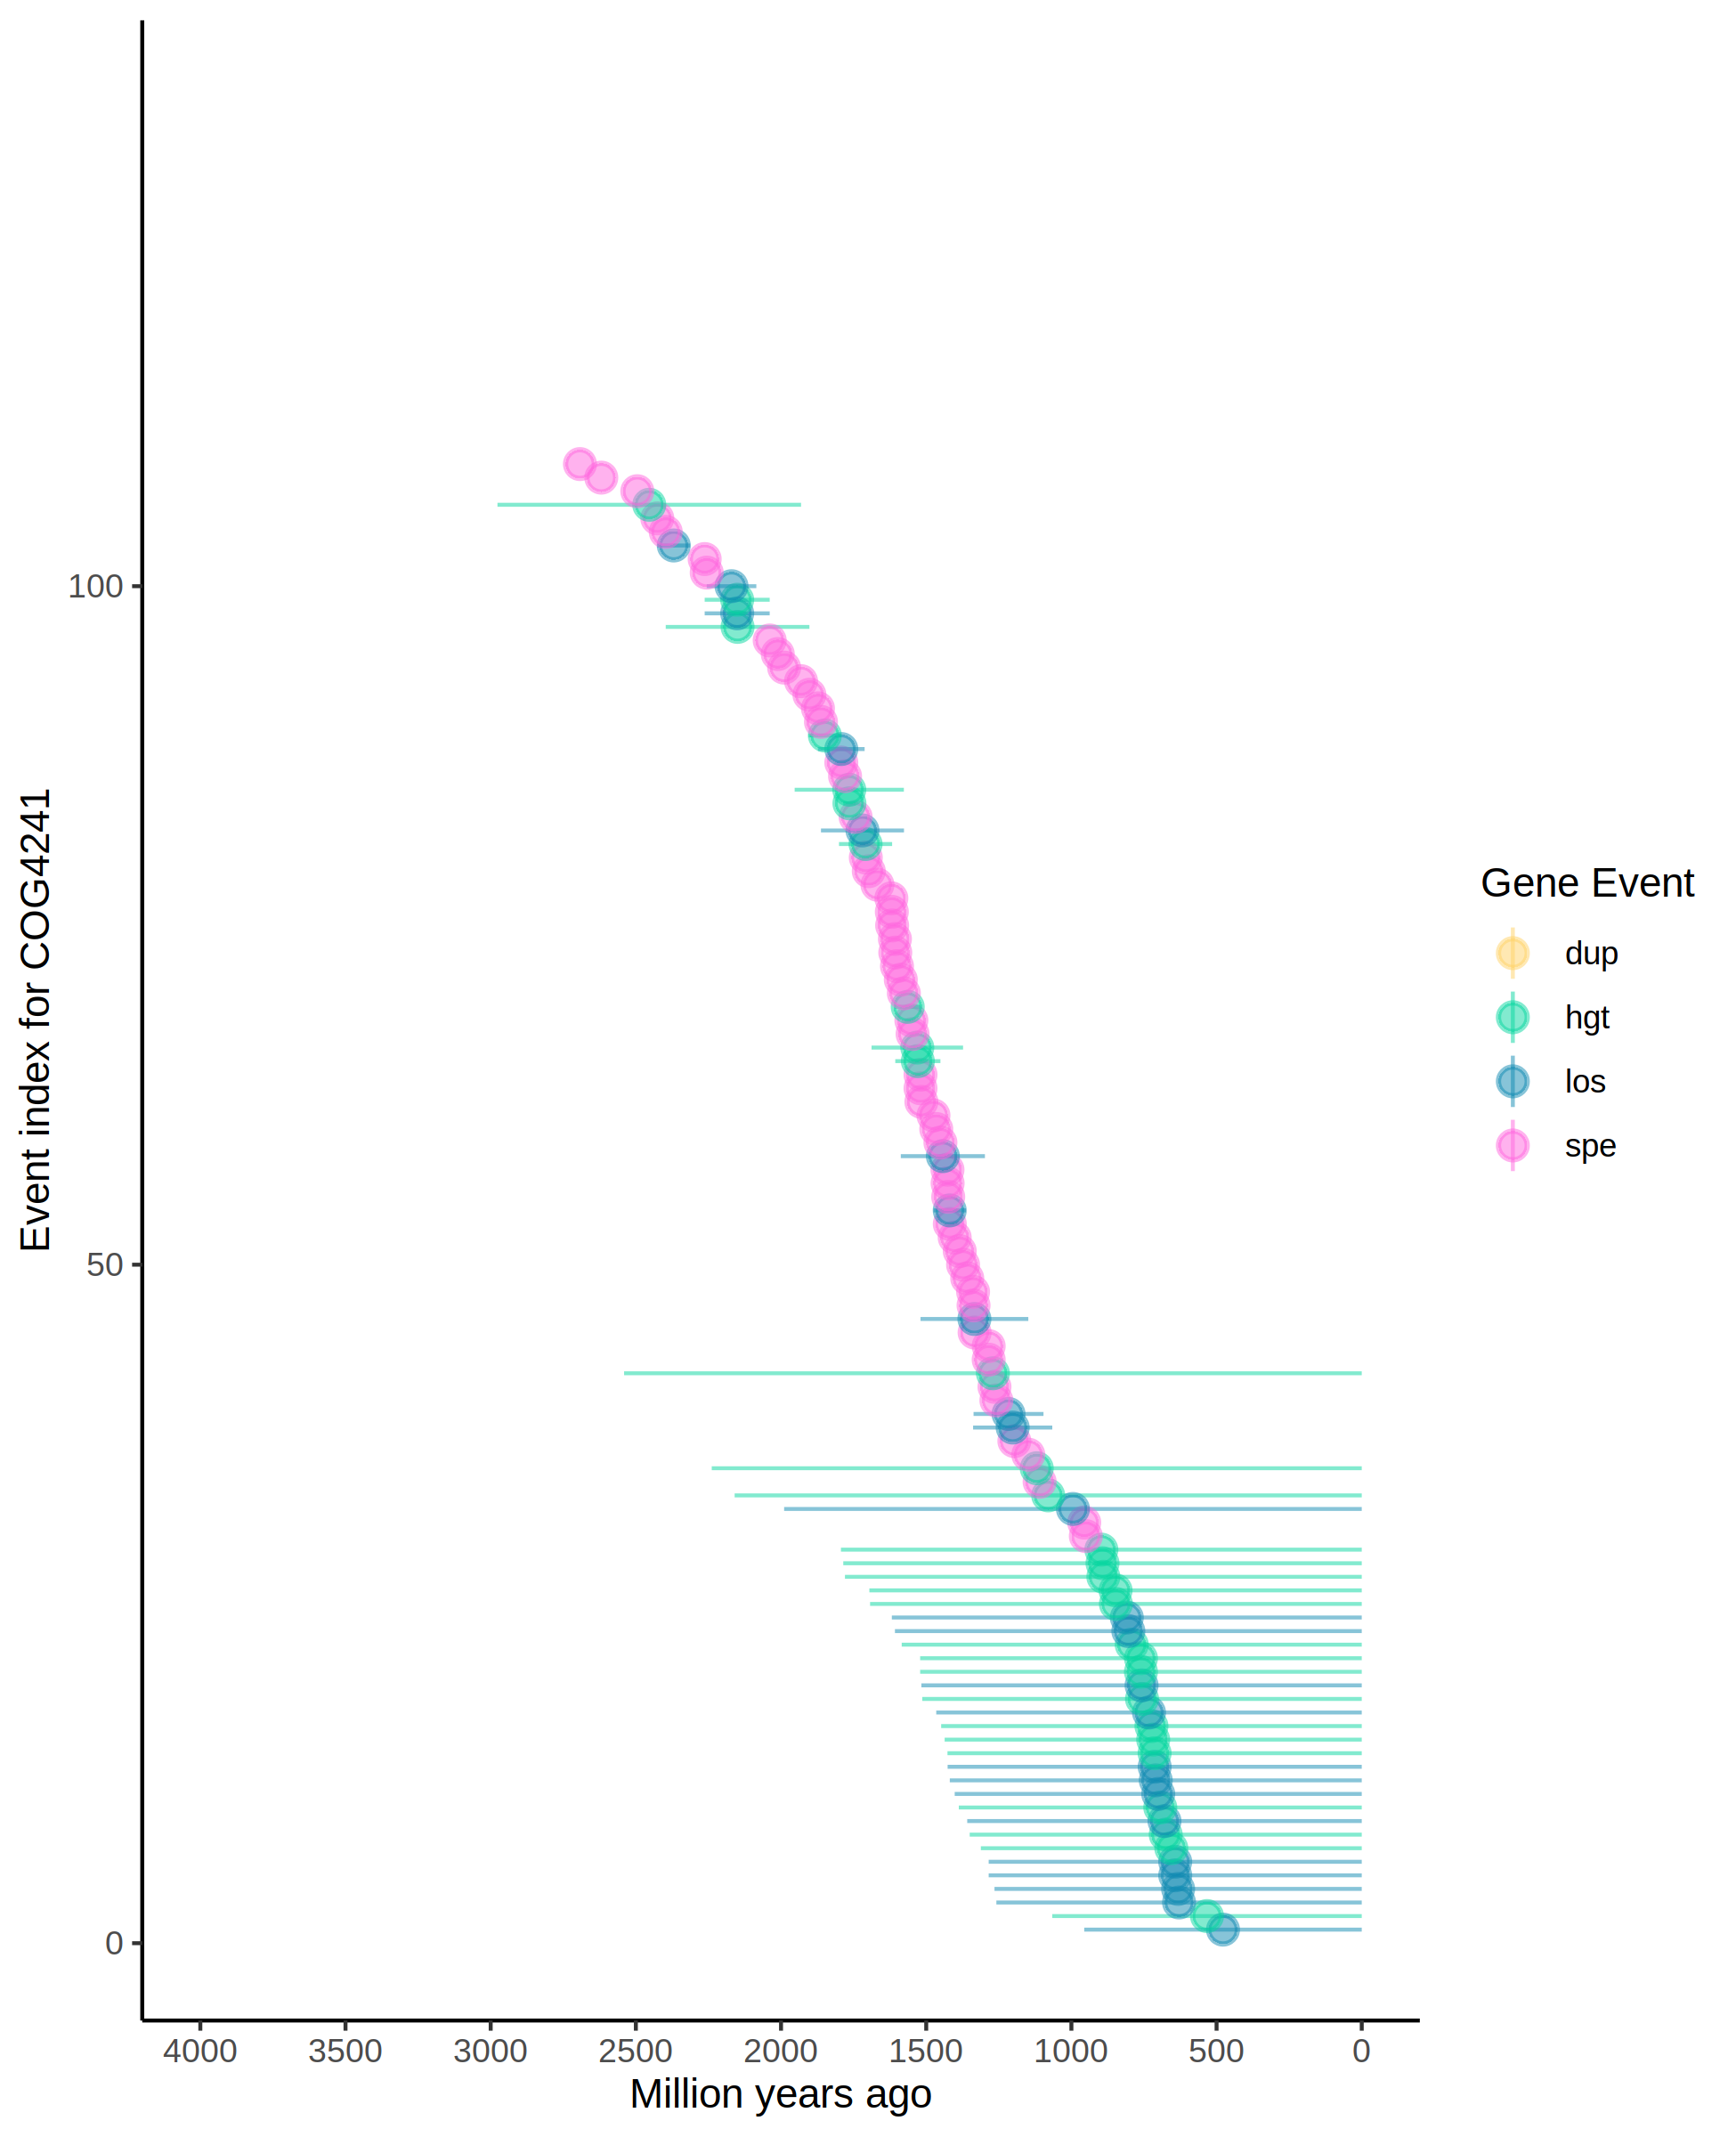 Event index for COG4241
100
50
0
4000 3500 3000 2500 2000 1500 1000 500 0
Million years ago
Gene Event
dup
hgt
los
spe